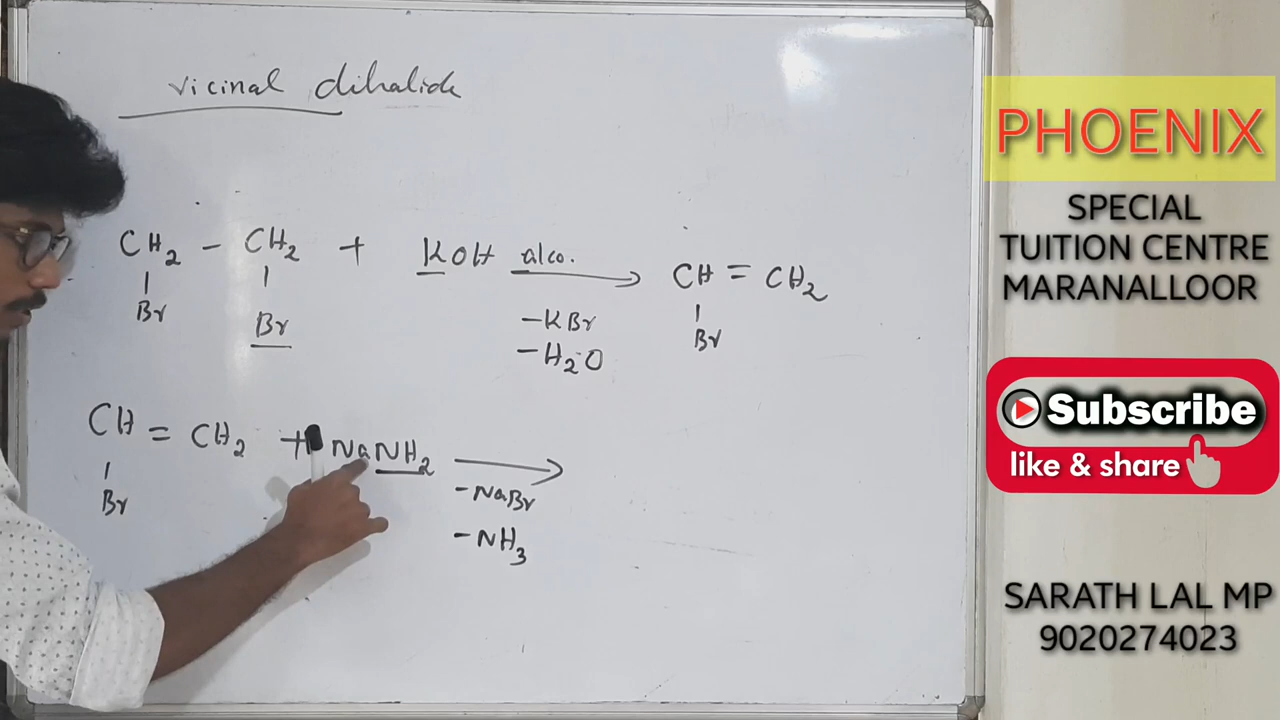 vicinal dihalide
CH2 - CH2 + KOH alco. → CH = CH2
Br Br -KBr Br
-H2O
CH = CH2 + NaNH2 →
Br -NaBr
-NH3
PHOENIX
SPECIAL
TUITION CENTRE
MARANALLOOR
Subscribe
like & share
SARATH LAL MP
9020274023